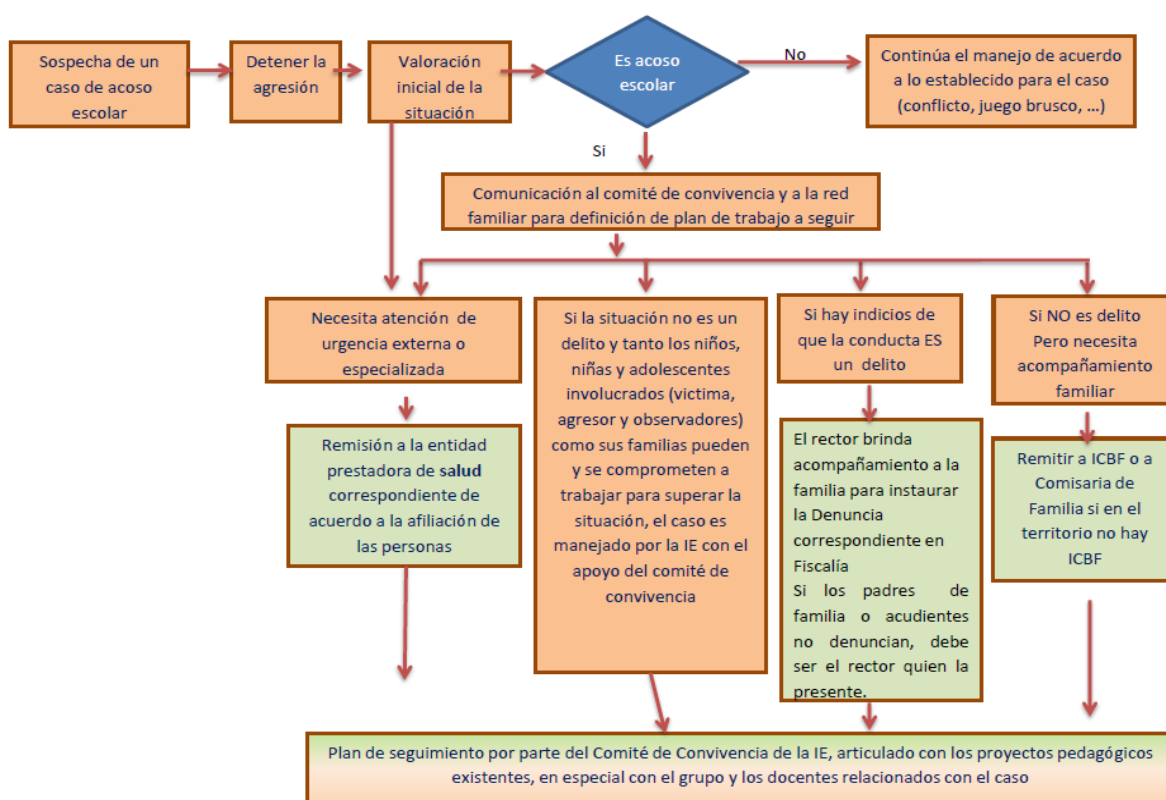 Sospecha de un
caso de acoso
escolar
Detener la
agresión
Valoración
inicial de la
situación
Es acoso
escolar
No
Continúa el manejo de acuerdo
a lo establecido para el caso
(conflicto, juego brusco, ...)
Si
Comunicación al comité de convivencia y a la red
familiar para definición de plan de trabajo a seguir
Necesita atención de
urgencia externa o
especializada
Si la situación no es un
delito y tanto los niños,
niñas y adolescentes
involucrados (victima,
agresor y observadores)
como sus familias pueden
y se comprometen a
trabajar para superar la
situación, el caso es
manejado por la IE con el
apoyo del comité de
convivencia
Si hay indicios de
que la conducta ES
un delito
Si NO es delito
Pero necesita
acompañamiento
familiar
Remisión a la entidad
prestadora de salud
correspondiente de
acuerdo a la afiliación de
las personas
El rector brinda
acompañamiento a la
familia para instaurar
la Denuncia
correspondiente en
Fiscalía
Si los padres de
familia o acudientes
no denuncian, debe
ser el rector quien la
presente.
Remitir a ICBF o a
Comisaria de
Familia si en el
territorio no hay
ICBF
Plan de seguimiento por parte del Comité de Convivencia de la IE, articulado con los proyectos pedagógicos
existentes, en especial con el grupo y los docentes relacionados con el caso